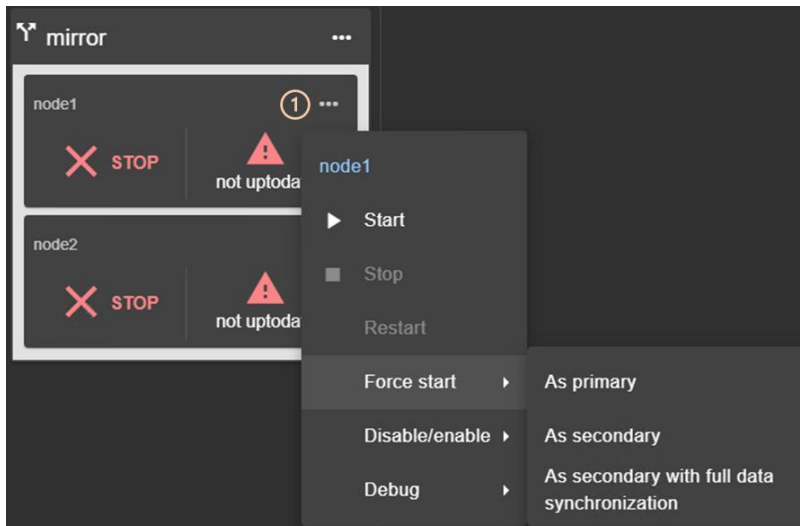 mirror
node1
1
STOP
not uptoda
node2
STOP
not uptoda
node1
Start
Stop
Restart
Force start
Disable/enable
Debug
As primary
As secondary
As secondary with full data
synchronization